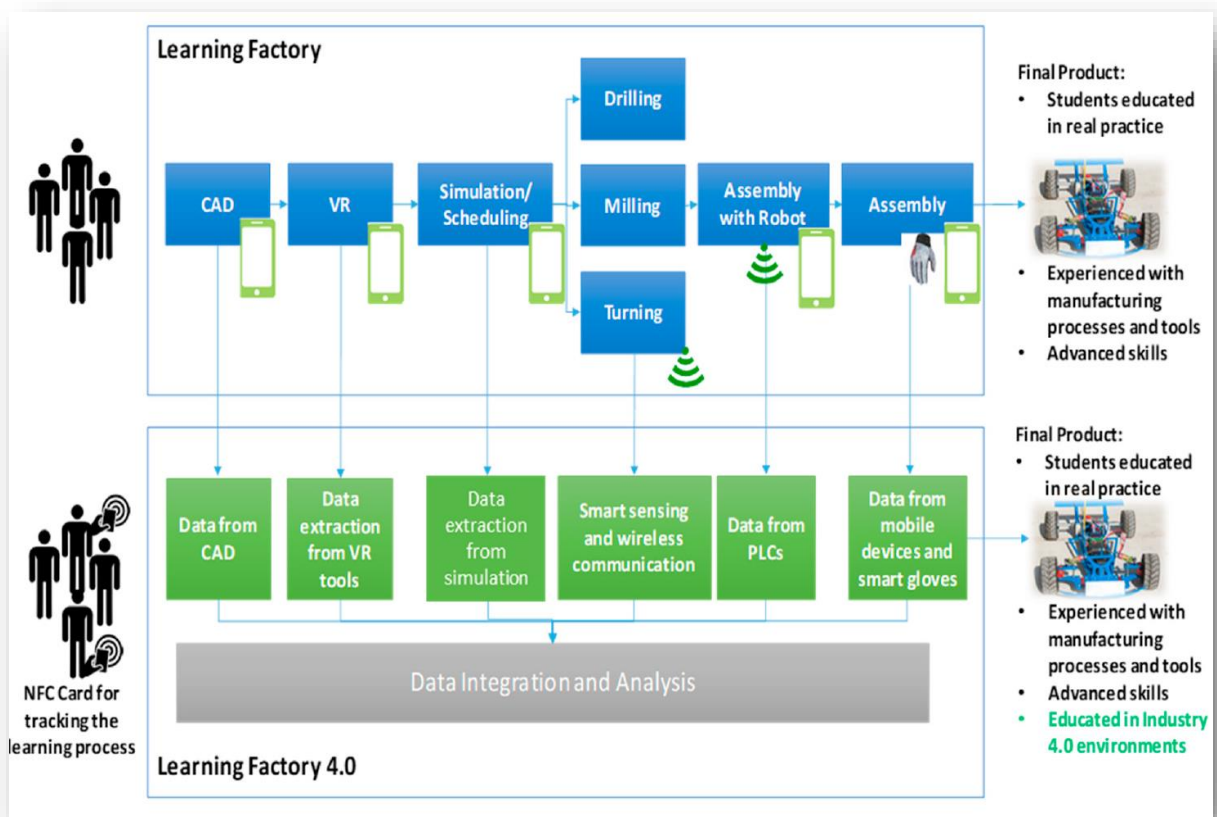 Learning Factory
Drilling
CAD
VR
Simulation/
Scheduling
Milling
Assembly
with Robot
Assembly
Turning
Final Product:
• Students educated
in real practice
• Experienced with
manufacturing
processes and tools
• Advanced skills
Data from
CAD
Data
extraction
from VR
tools
Data
extraction
from
simulation
Smart sensing
and wireless
communication
Data from
PLCs
Data from
mobile
devices and
smart gloves
Data Integration and Analysis
Learning Factory 4.0
NFC Card for
tracking the
learning process
Final Product:
• Students educated
in real practice
• Experienced with
manufacturing
processes and tools
• Advanced skills
• Educated in Industry
4.0 environments